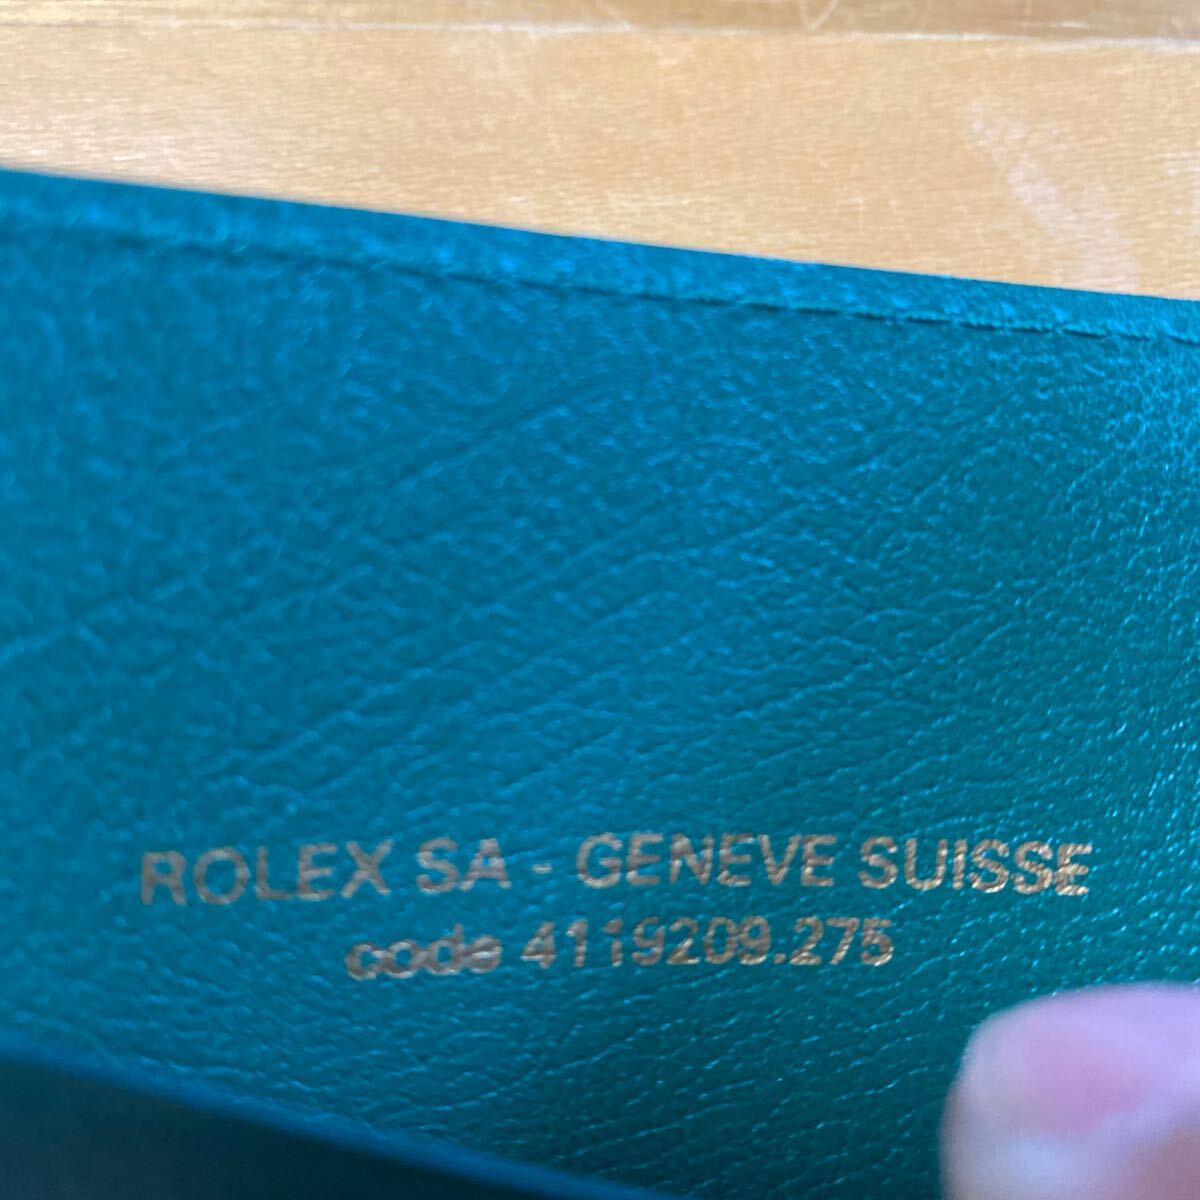 ROLEX SA - GENEVE SUISSE
code 4119209.275